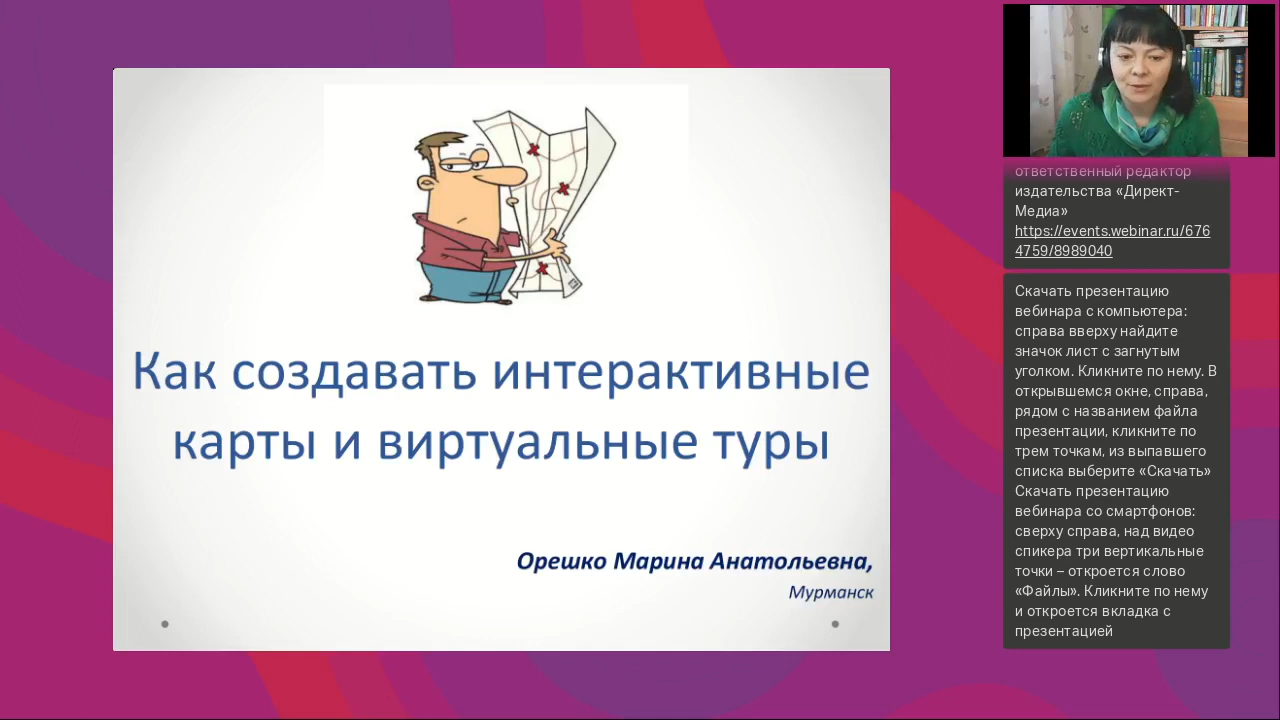 Как создавать интерактивные
карты и виртуальные туры
Орешко Марина Анатольевна,
Мурманск
ответственный редактор
издательства «Директ-
Медиа»
https://events.webinar.ru/676
4759/8989040
Скачать презентацию
вебинара с компьютера:
справа вверху найдите
значок лист с загнутым
уголком. Кликните по нему. В
открывшемся окне, справа,
рядом с названием файла
презентации, кликните по
трем точкам, из выпавшего
списка выберите «Скачать»
Скачать презентацию
вебинара со смартфонов:
сверху справа, над видео
спикера три вертикальные
точки – откроется слово
«Файлы». Кликните по нему
и откроется вкладка с
презентацией